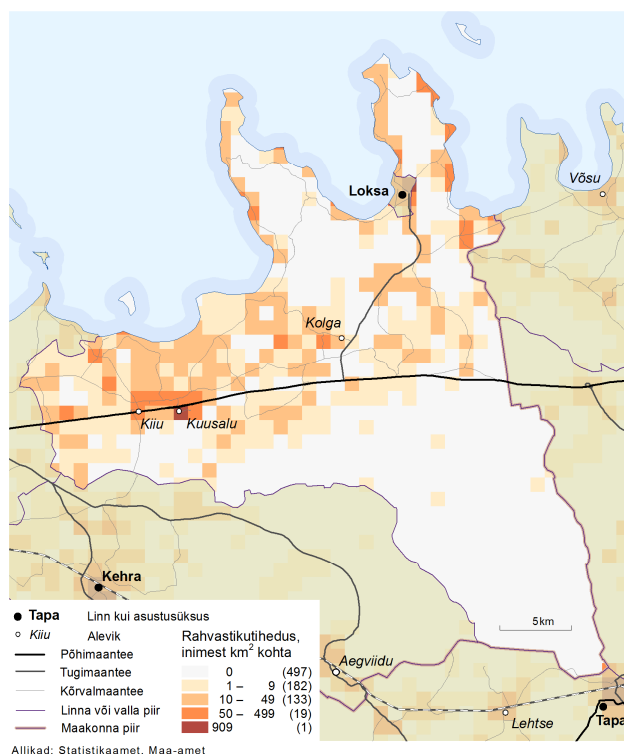 Võsu
Loksa
Kolga
Kiiu
Kuusalu
Kehra
5km
Aegviidu
Lehtse
Tapa
Tapa Linn kui asustusüksus
Kiiu Alevik
Põhimaantee
Tugimaantee
Kõrvalmaantee
Linna või valla piir
Maakonna piir
Rahvastikutihedus,
inimest km² kohta
0 (497)
1 – 9 (182)
10 – 49 (133)
50 – 499 (19)
909 (1)
Allikad: Statistikaamet, Maa-amet